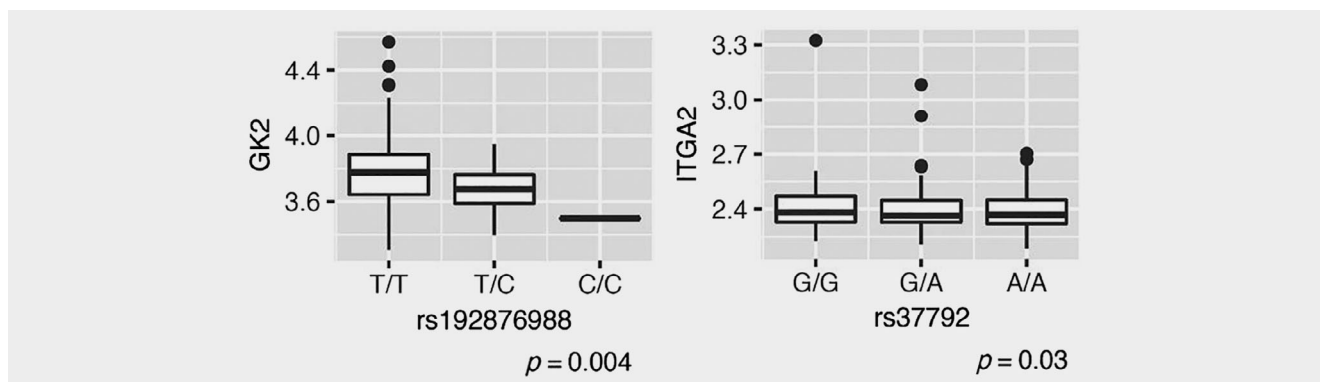 GK2
4.4
4.0
3.6
T/T T/C C/C
rs192876988
p = 0.004
ITGA2
3.3
3.0
2.7
2.4
G/G G/A A/A
rs37792
p = 0.03